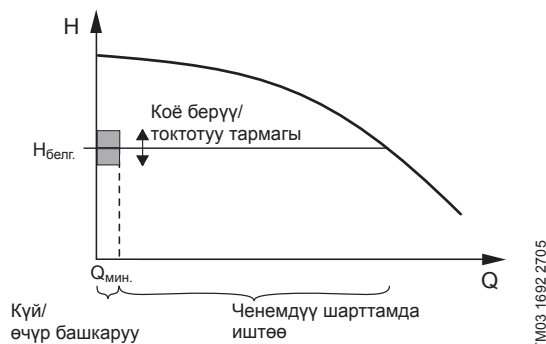 H
Коё берүү/
токтотуу тармагы
Hбелг.
Qмин.
Q
Күй/
өчүр башкаруу
Ченемдүү шарттамда
иштөө
TM03 1692 2705